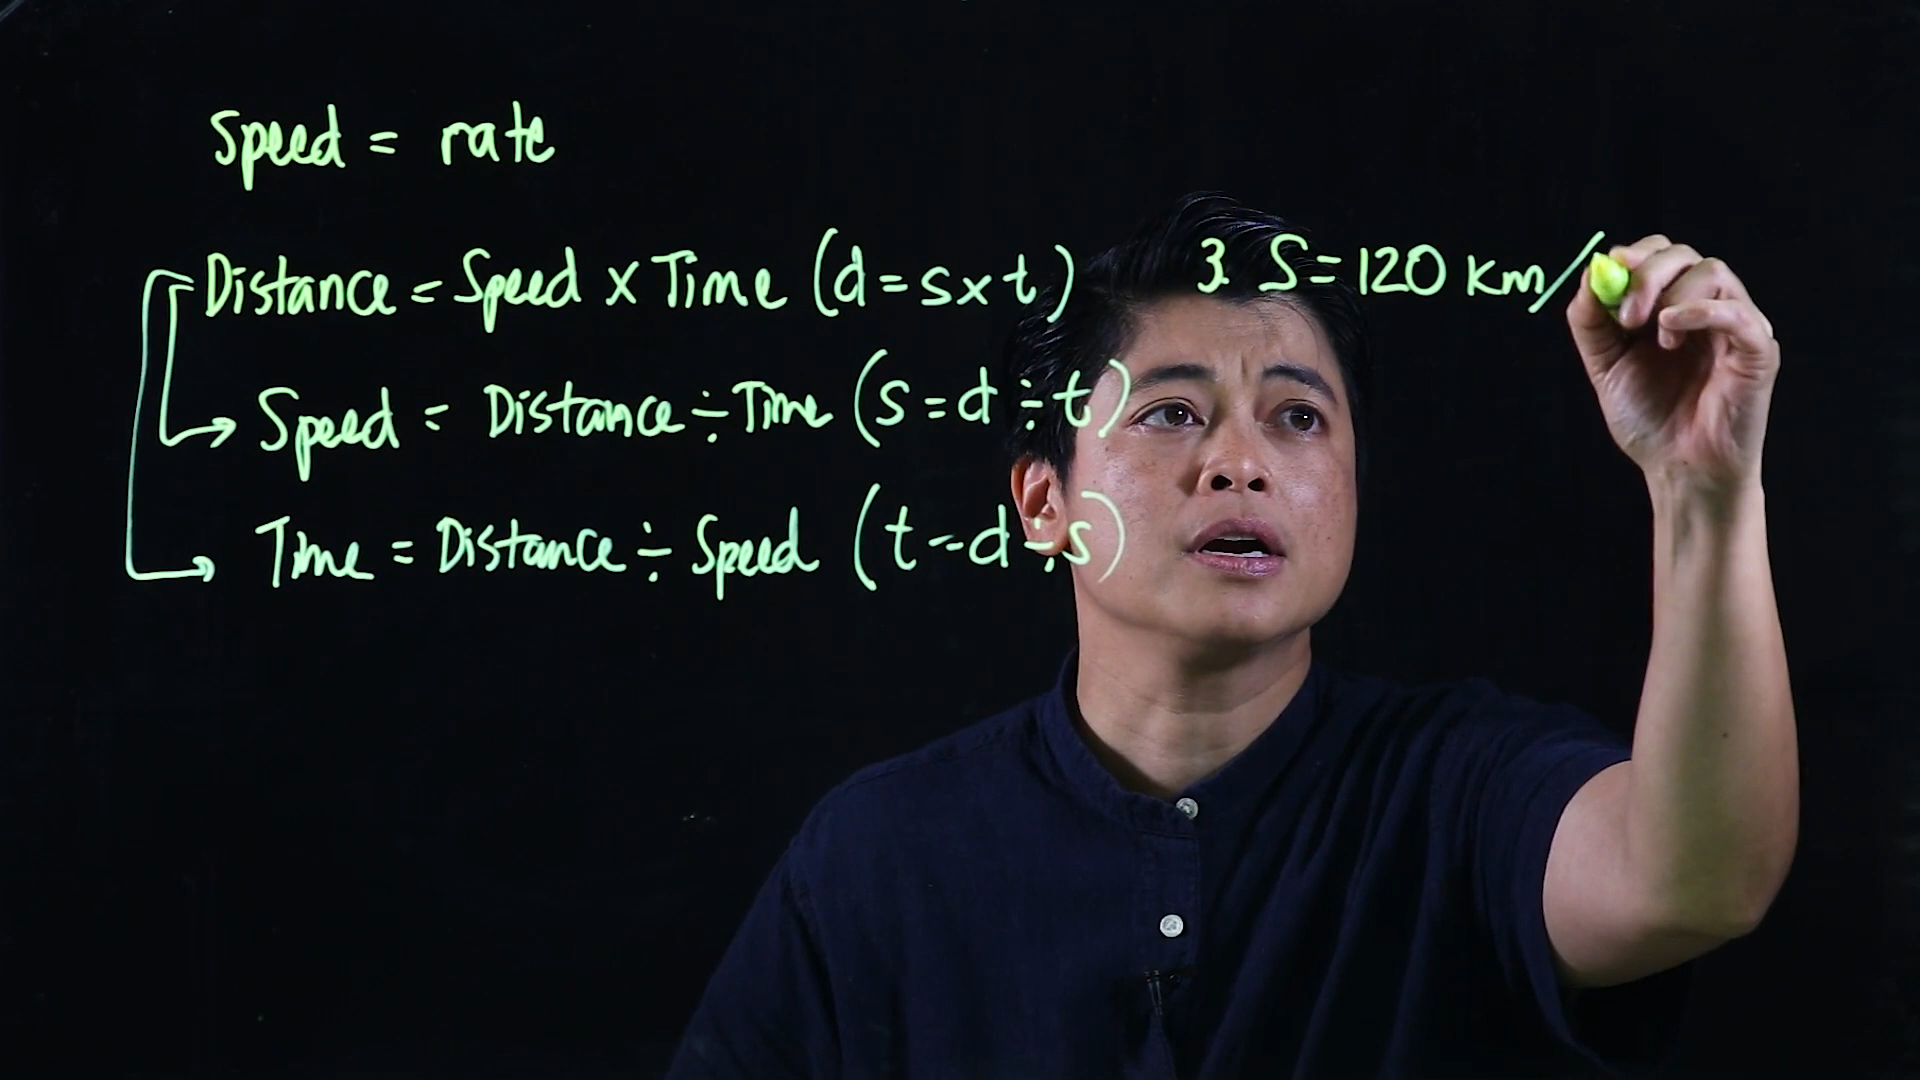 Speed = rate
Distance = Speed x Time (d = s x t)
Speed = Distance ÷ Time (s = d ÷ t)
Time = Distance ÷ Speed (t = d ÷ s)
3. S = 120 km/